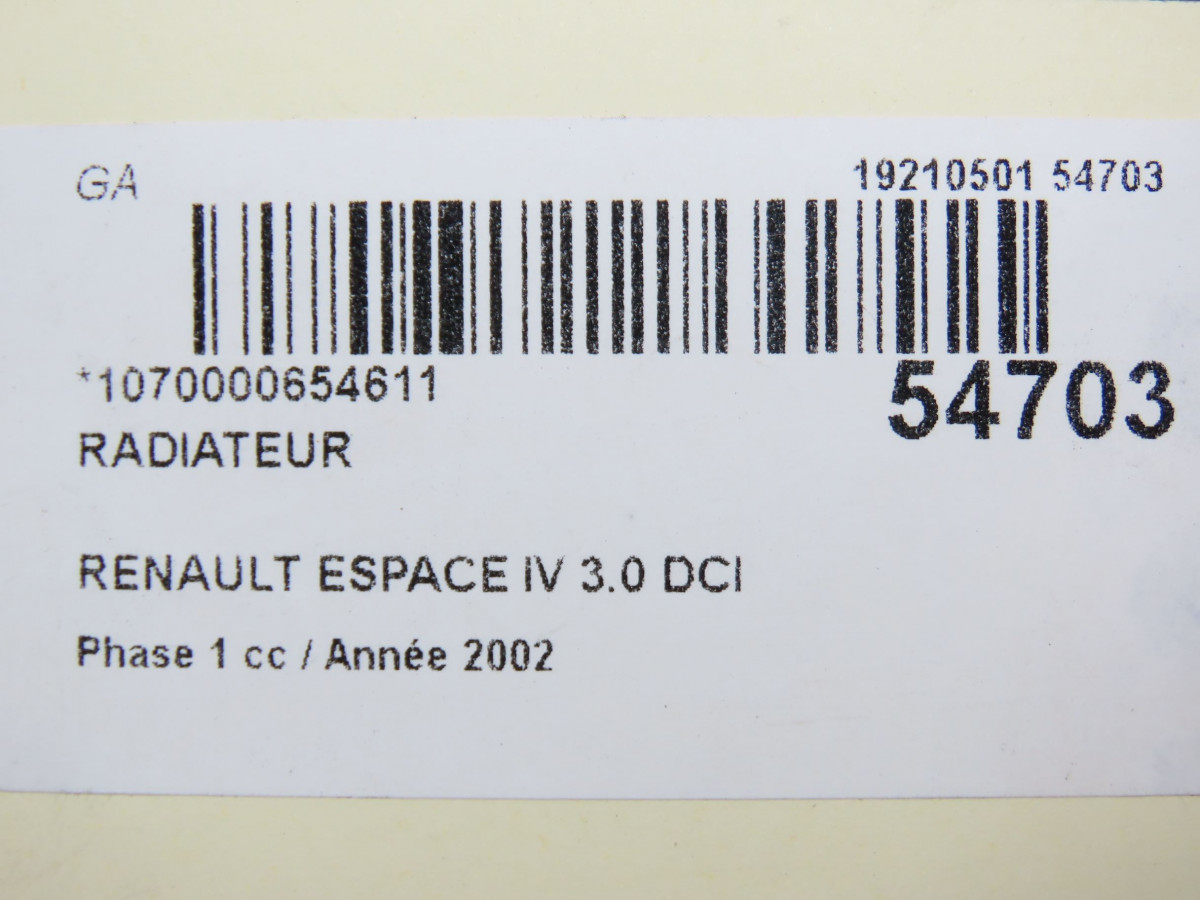 GA
19210501 54703
*1070000654611
54703
RADIATEUR
RENAULT ESPACE IV 3.0 DCI
Phase 1 cc / Année 2002